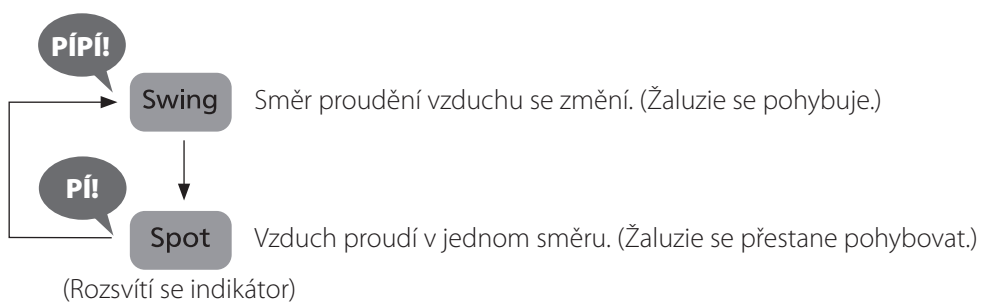 PÍPÍ!
Swing Směr proudění vzduchu se změní. (Žaluzie se pohybuje.)
PÍ!
Spot Vzduch proudí v jednom směru. (Žaluzie se přestane pohybovat.)
(Rozsvítí se indikátor)